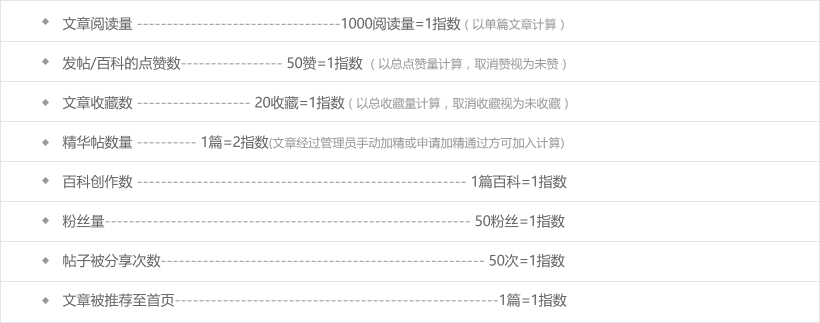 ◆ 文章阅读量 -----------------------------1000阅读量=1指数（以单篇文章计算）
◆ 发帖/百科的点赞数----------------- 50赞=1指数 （以总点赞量计算，取消赞视为未赞）
◆ 文章收藏数 ------------------- 20收藏=1指数（以总收藏量计算，取消收藏视为未收藏）
◆ 精华帖数量 ---------- 1篇=2指数(文章经过管理员手动加精或申请加精通过方可加入计算)
◆ 百科创作数 ------------------------------------------------------- 1篇百科=1指数
◆ 粉丝量------------------------------------------------------------- 50粉丝=1指数
◆ 帖子被分享次数------------------------------------------------------ 50次=1指数
◆ 文章被推荐至首页------------------------------------------------------1篇=1指数